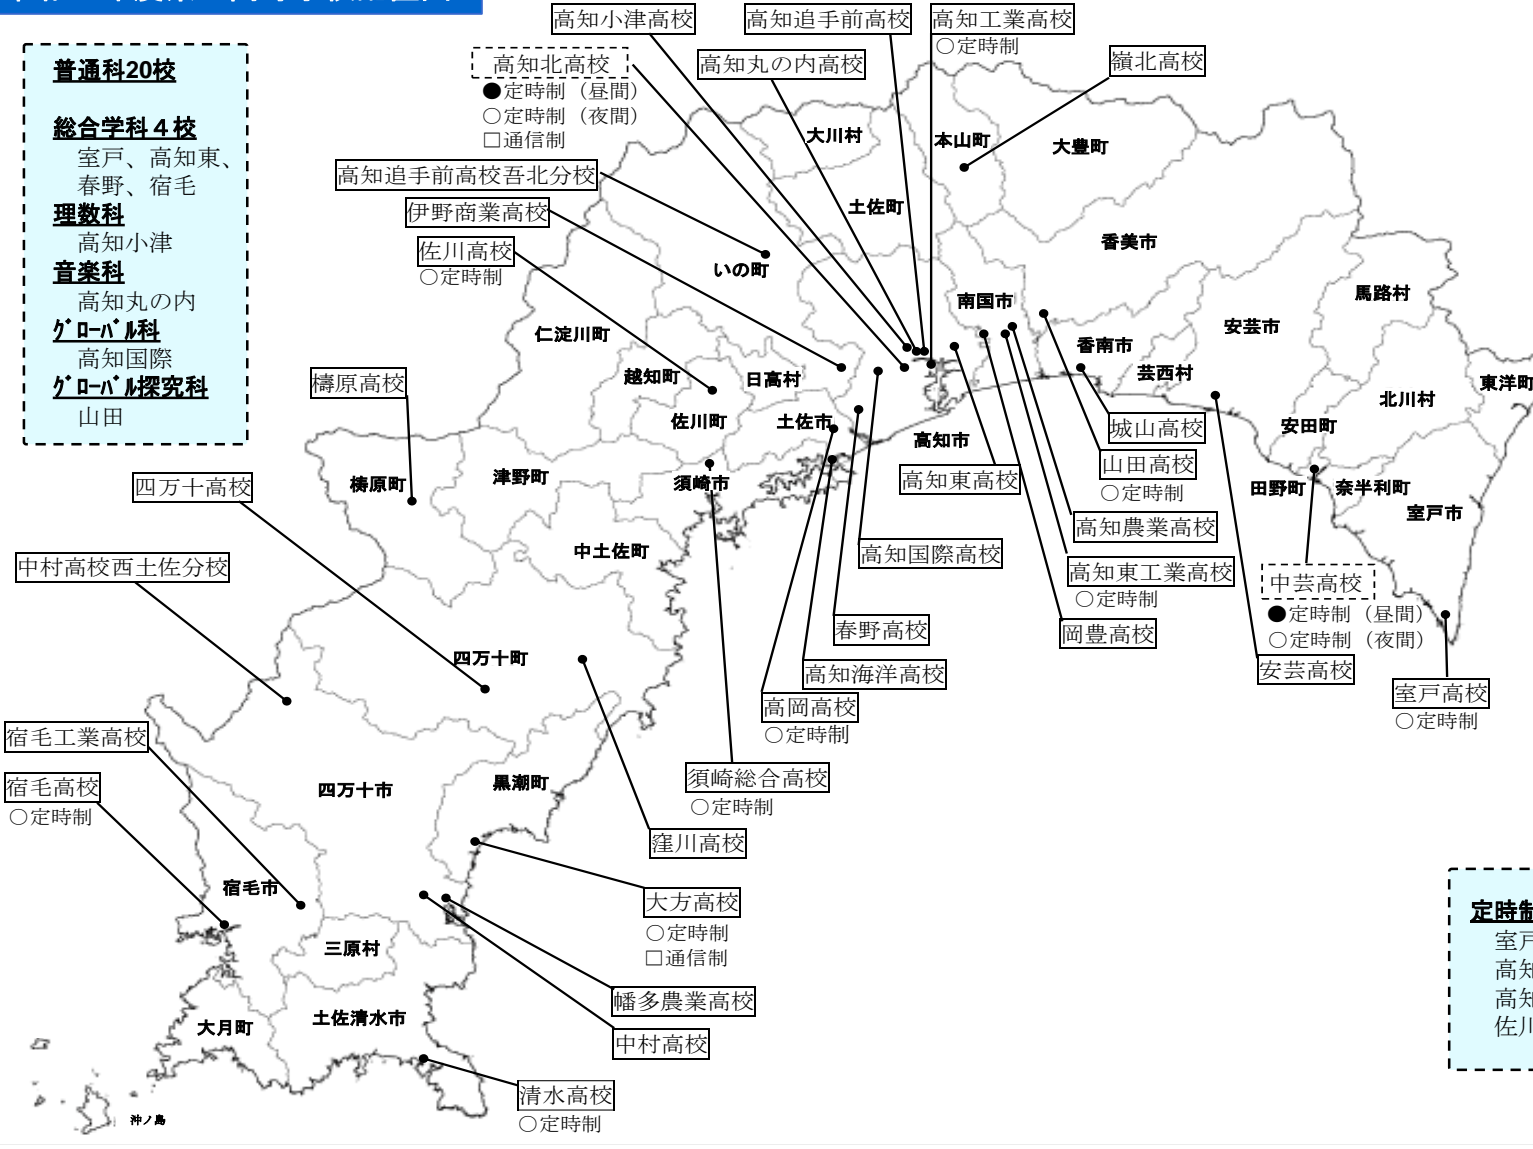 普通科20校
総合学科４校
室戸、高知東、
春野、宿毛
理数科
高知小津
音楽科
高知丸の内
ｸﾞﾛｰﾊﾞﾙ科
高知国際
ｸﾞﾛｰﾊﾞﾙ探究科
山田
高知小津高校
高知追手前高校
高知工業高校
○定時制
高知北高校
●定時制（昼間）
○定時制（夜間）
□通信制
高知丸の内高校
嶺北高校
高知追手前高校吾北分校
伊野商業高校
佐川高校
○定時制
檮原高校
四万十高校
中村高校西土佐分校
宿毛工業高校
宿毛高校
○定時制
大川村
本山町
大豊町
土佐町
いの町
香美市
南国市
仁淀川町
越知町
日高村
佐川町
土佐市
高知市
香南市
芸西村
安芸市
馬路村
北川村
東洋町
安田町
田野町
奈半利町
室戸市
梼原町
津野町
須崎市
中土佐町
四万十町
四万十市
黒潮町
宿毛市
三原村
大月町
土佐清水市
沖ノ島
城山高校
山田高校
○定時制
高知東高校
高知農業高校
高知国際高校
高知東工業高校
○定時制
岡豊高校
春野高校
高知海洋高校
高岡高校
○定時制
須崎総合高校
○定時制
窪川高校
中芸高校
●定時制（昼間）
○定時制（夜間）
安芸高校
室戸高校
○定時制
大方高校
○定時制
□通信制
幡多農業高校
中村高校
清水高校
○定時制
定時制
室戸
高知
高知
佐川